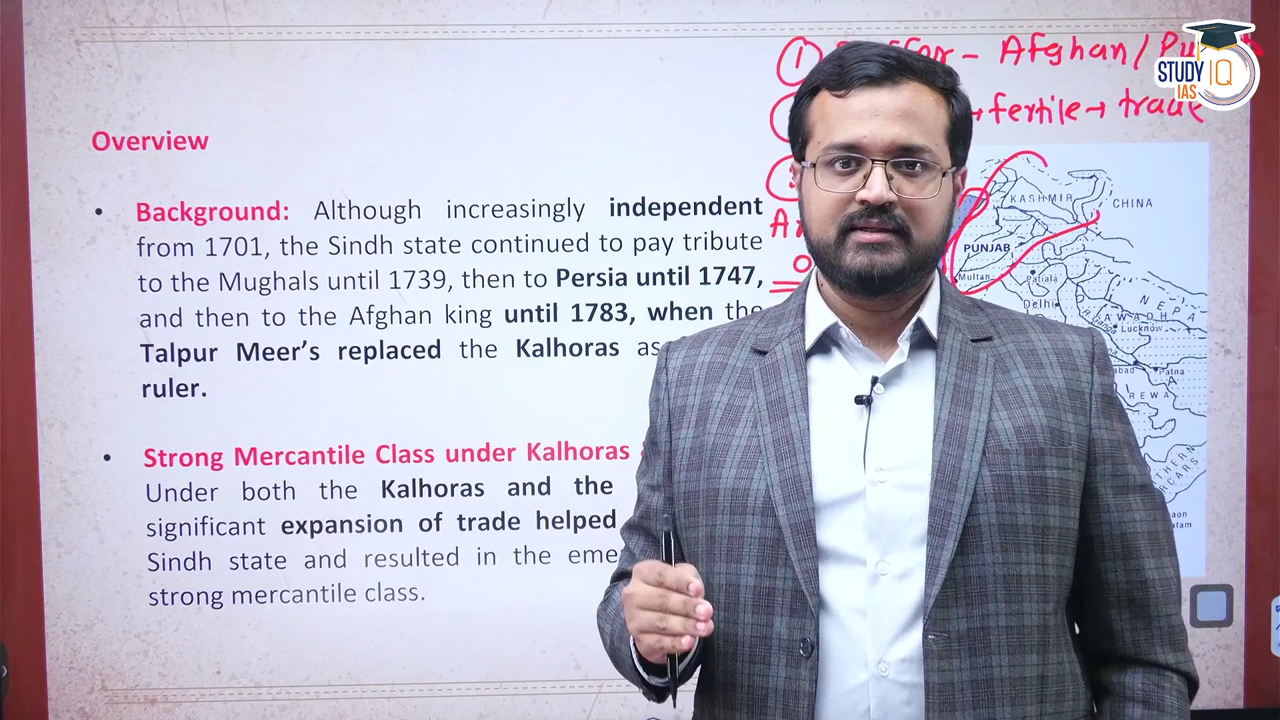 Afghan /
fertile → trade
STUDY IQ
IAS
Overview
• Background: Although increasingly independent
from 1701, the Sindh state continued to pay tribute
to the Mughals until 1739, then to Persia until 1747,
and then to the Afghan king until 1783, when the
Talpur Meer’s replaced the Kalhoras as
ruler.
• Strong Mercantile Class under Kalhoras
Under both the Kalhoras and the
significant expansion of trade helped
Sindh state and resulted in the
strong mercantile class.
KASHMIR
CHINA
PUNJAB
Multan
Patiala
Delhi
NEPA
AWADH
Lucknow
Patna
REWA